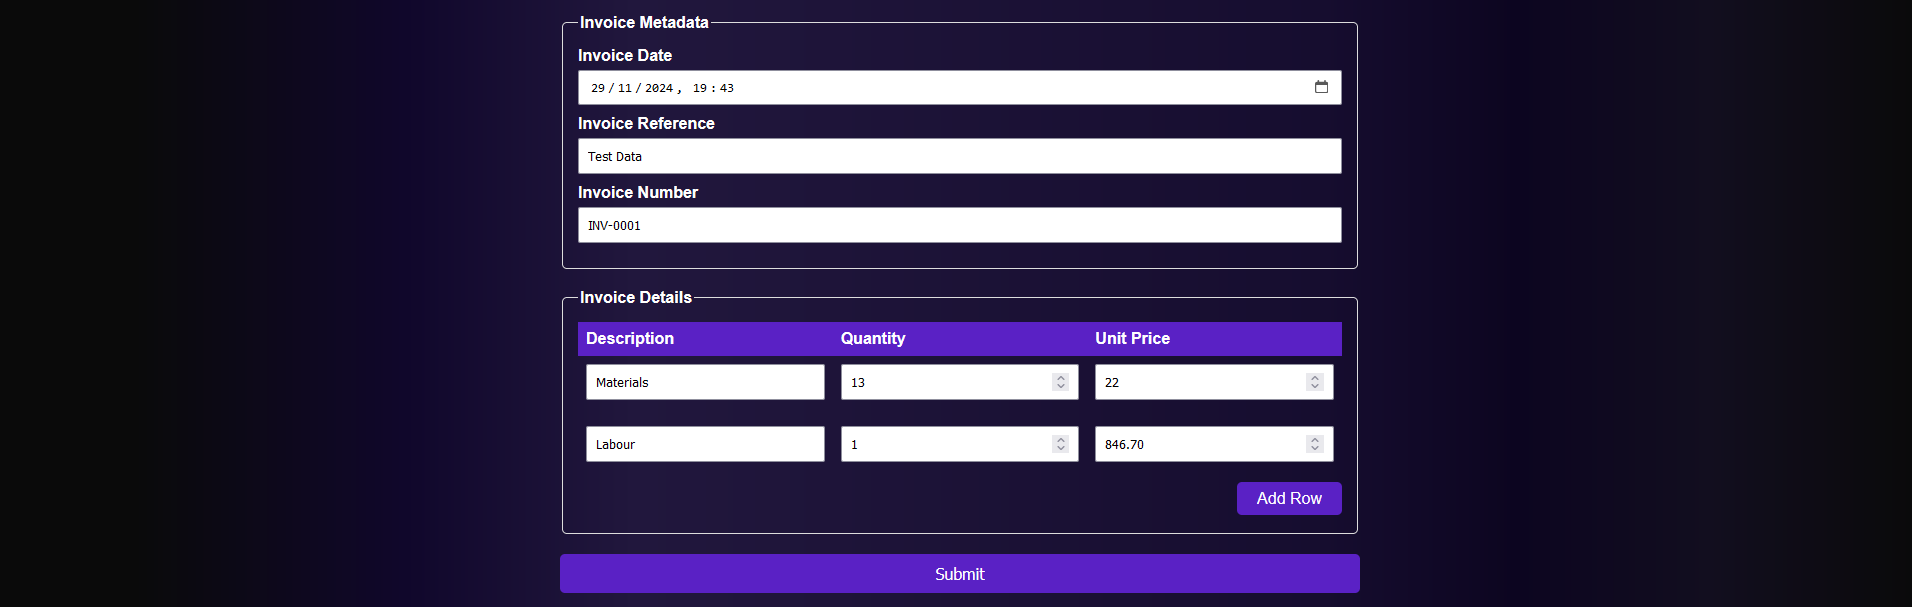 Invoice Metadata
Invoice Date
29/11/2024, 19:43
Invoice Reference
Test Data
Invoice Number
INV-0001
Invoice Details
Description Quantity Unit Price
Materials 13 22
Labour 1 846.70
Add Row
Submit